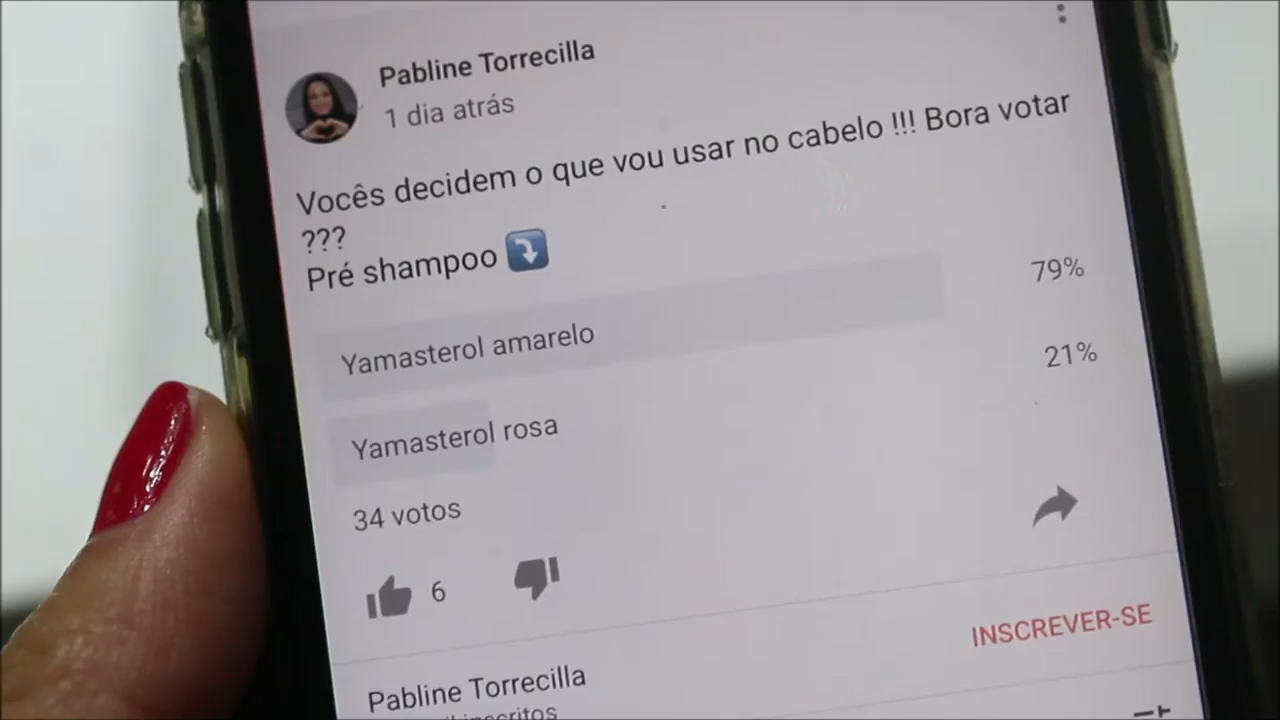 Pabline Torrecilla
1 dia atrás
Vocês decidem o que vou usar no cabelo !!! Bora votar
???
Pré shampoo
79%
Yamasterol amarelo
21%
Yamasterol rosa
34 votos
6
INSCREVER-SE
Pabline Torrecilla
inscritos